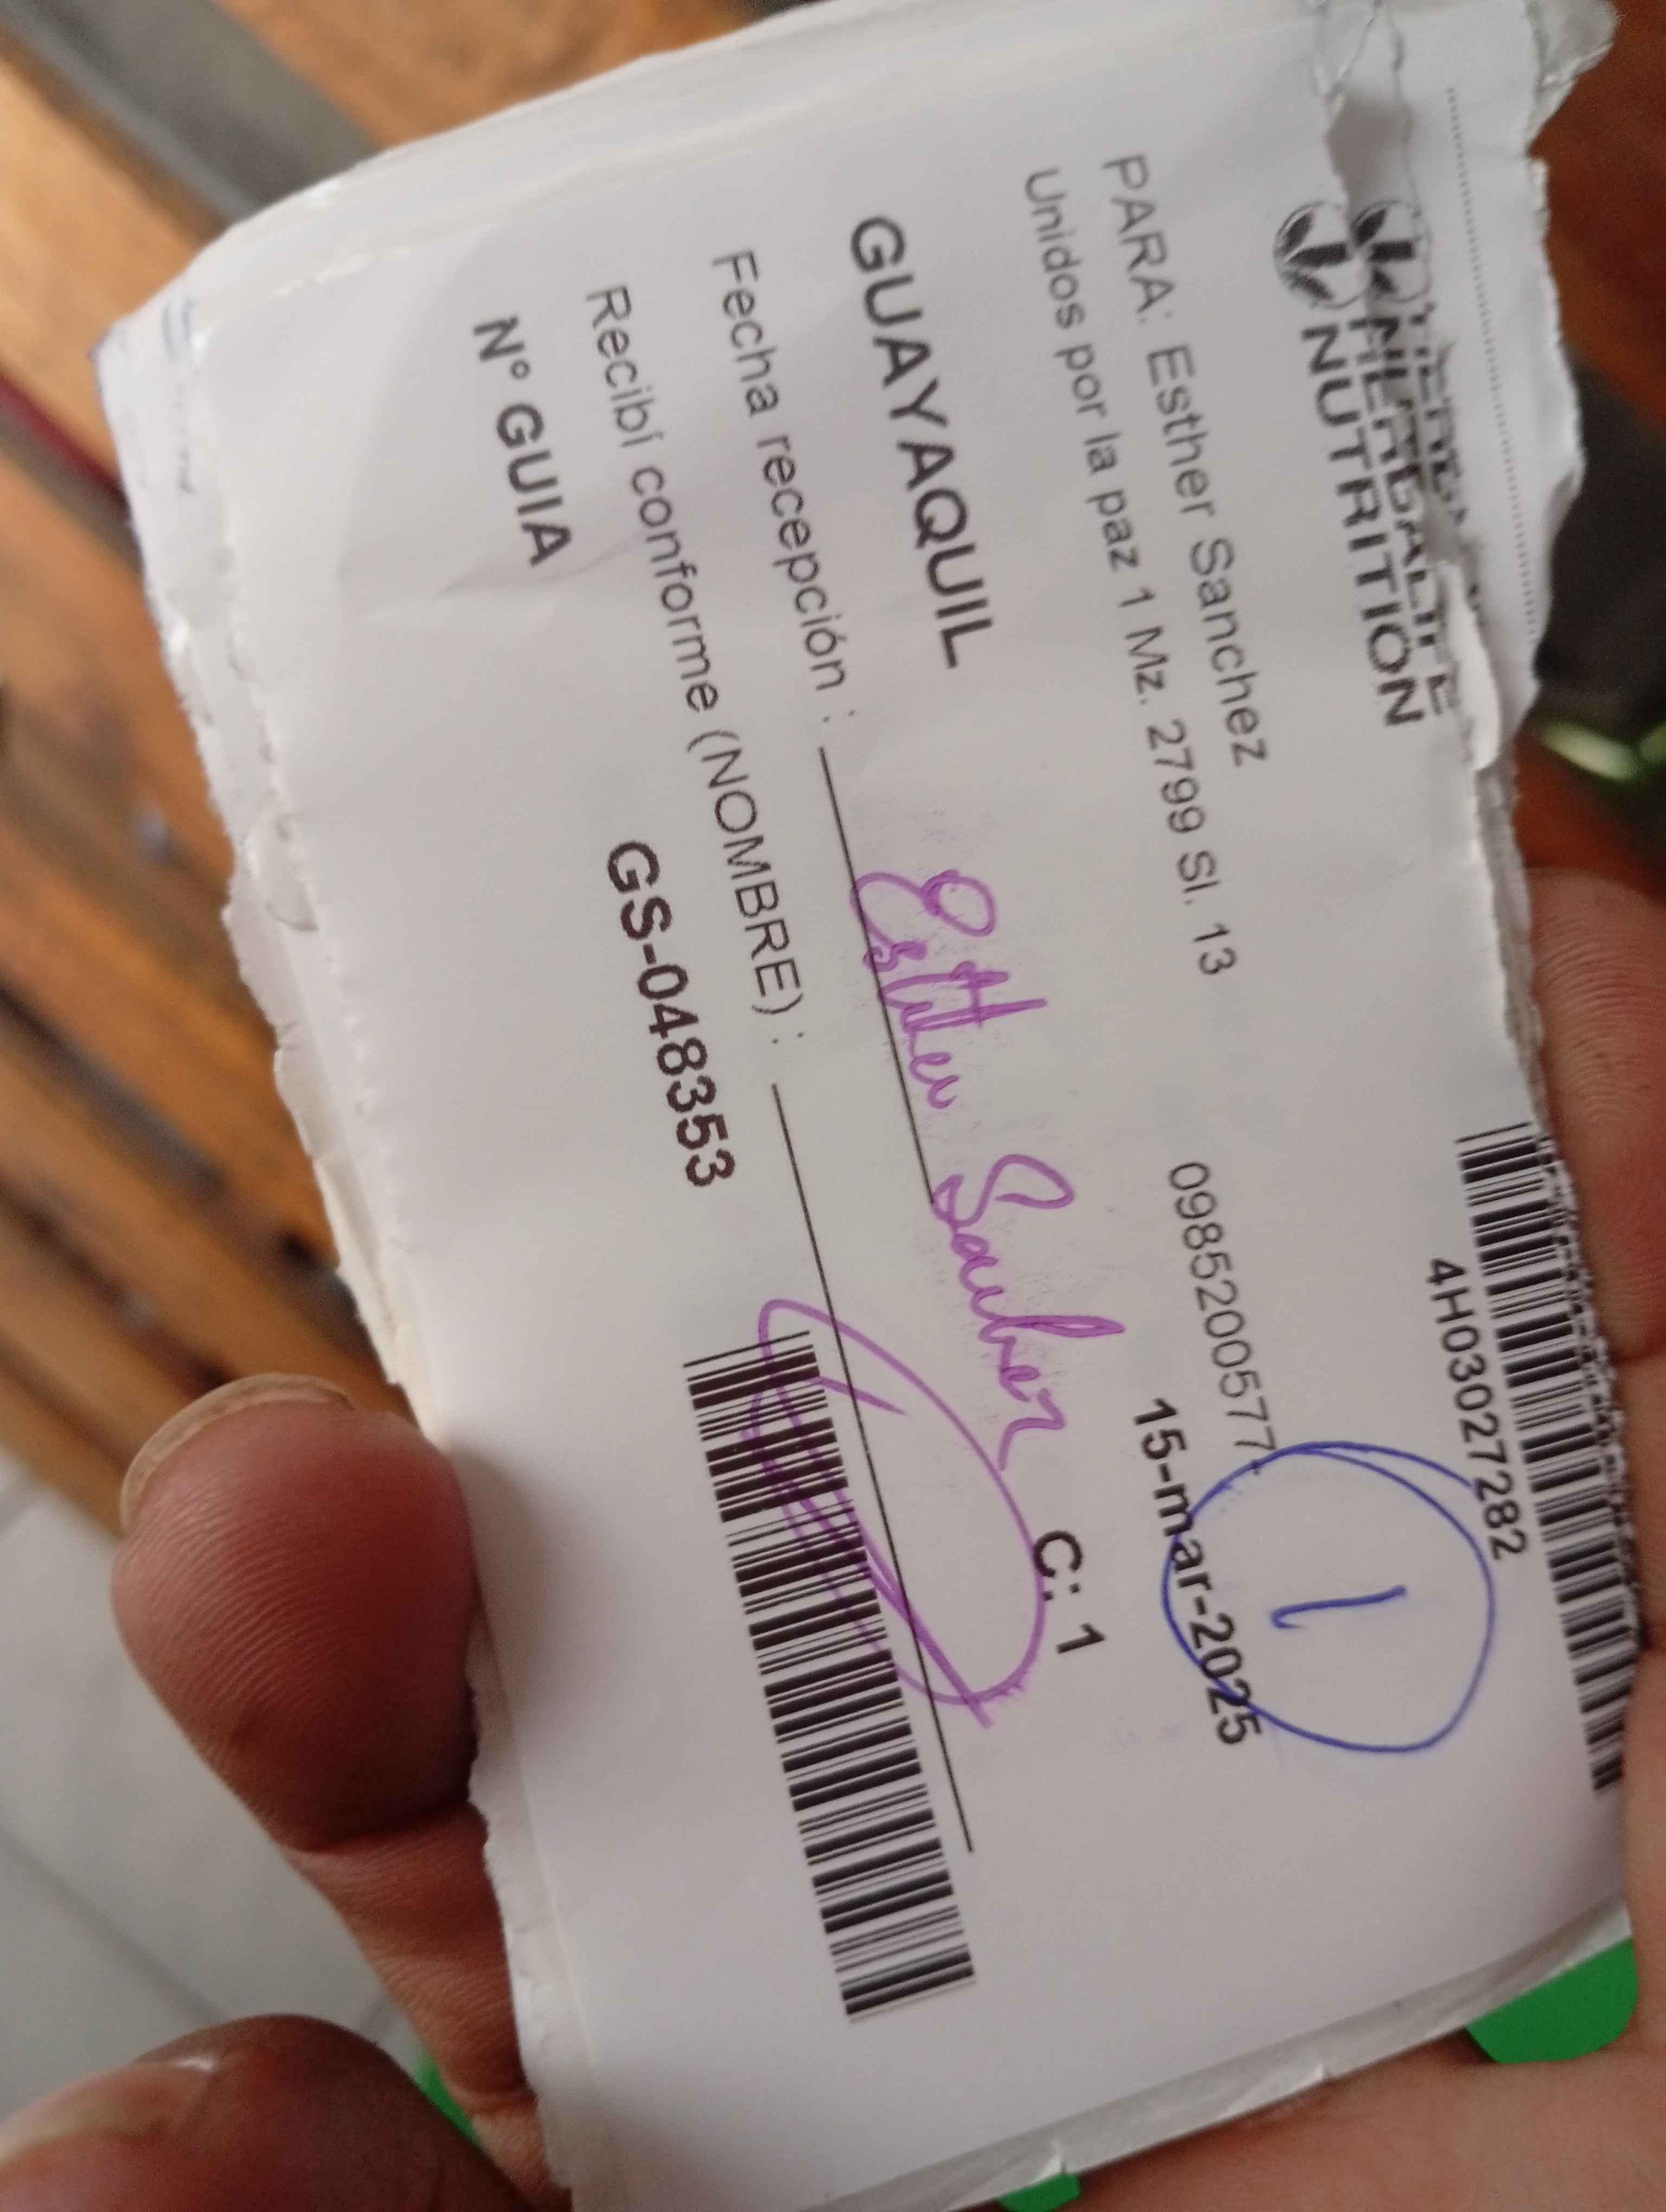 HERBALIFE
NUTRITION
4H03027282
PARA: Esther Sanchez
0985200577
1
Unidos por la paz 1 Mz. 2799 Sl. 13
15-mar-2025
GUAYAQUIL
C: 1
Fecha recepción :
Esther Sanchez
Recibí conforme (NOMBRE) :
N° GUIA
GS-048353